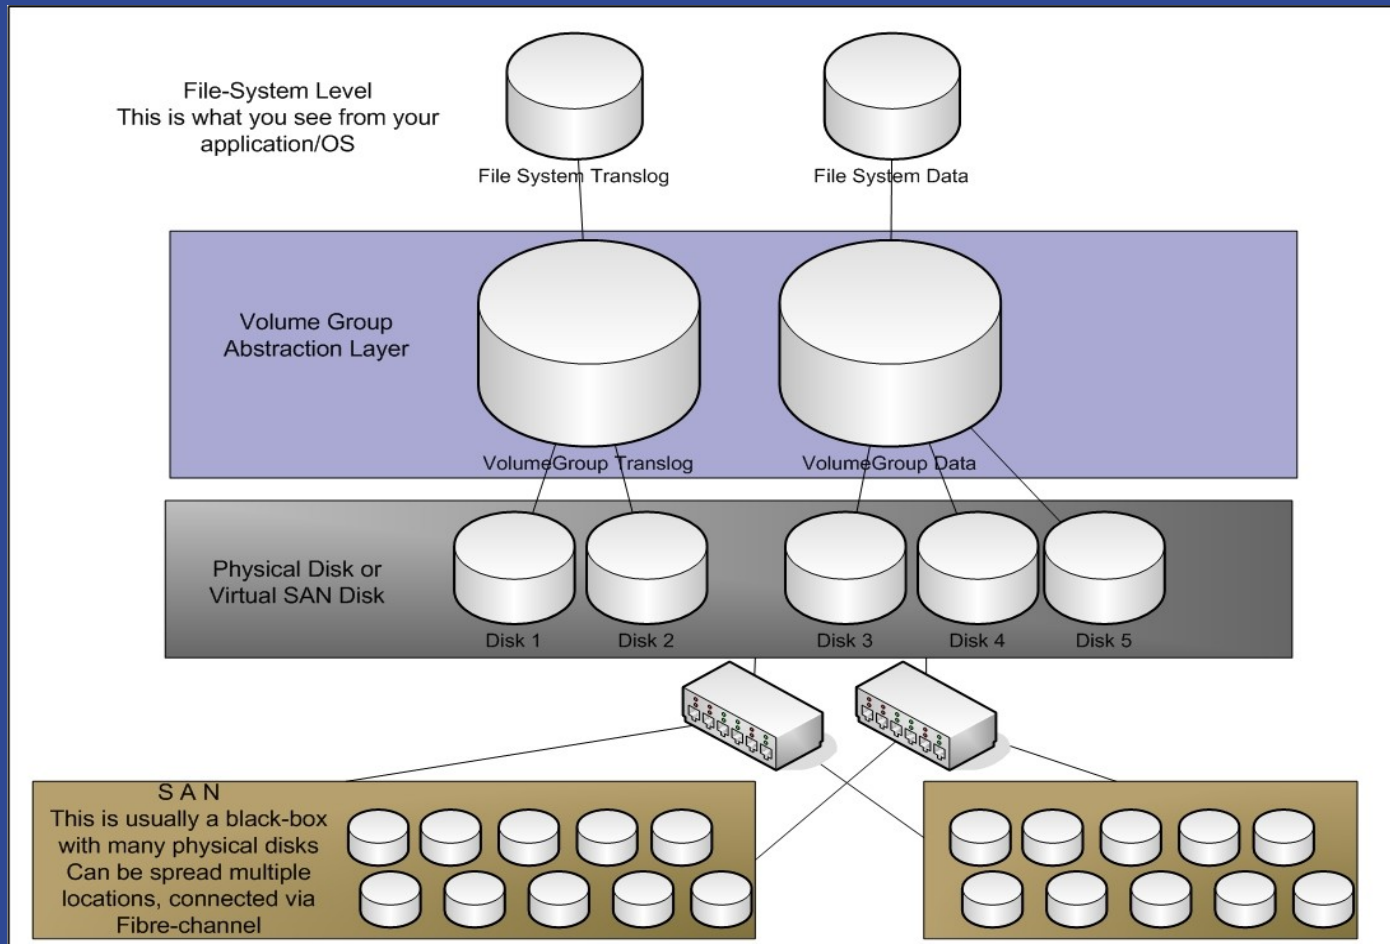 File-System Level
This is what you see from your
application/OS
File System Translog
File System Data
Volume Group
Abstraction Layer
VolumeGroup Translog
VolumeGroup Data
Physical Disk or
Virtual SAN Disk
Disk 1
Disk 2
Disk 3
Disk 4
Disk 5
S A N
This is usually a black-box
with many physical disks
Can be spread multiple
locations, connected via
Fibre-channel